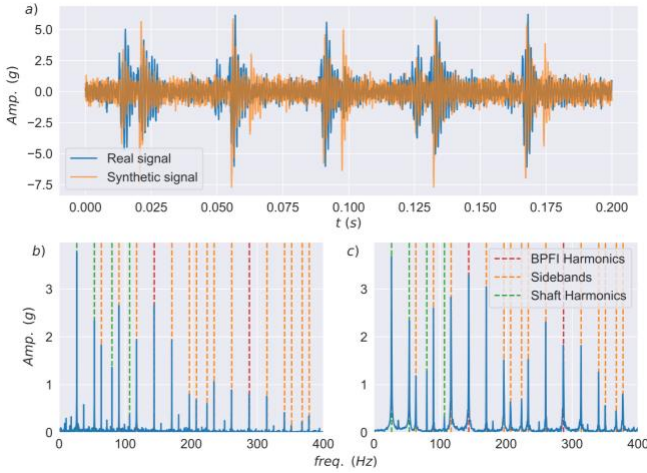 a)
Amp. (g)
5.0
2.5
0.0
−2.5
−5.0
−7.5
Real signal
Synthetic signal
0.000 0.025 0.050 0.075 0.100 0.125 0.150 0.175 0.200
t (s)
b)
Amp. (g)
3
2
1
0
0 100 200 300 400
c)
BPFI Harmonics
Sidebands
Shaft Harmonics
3
2
1
0
0 100 200 300 400
freq. (Hz)